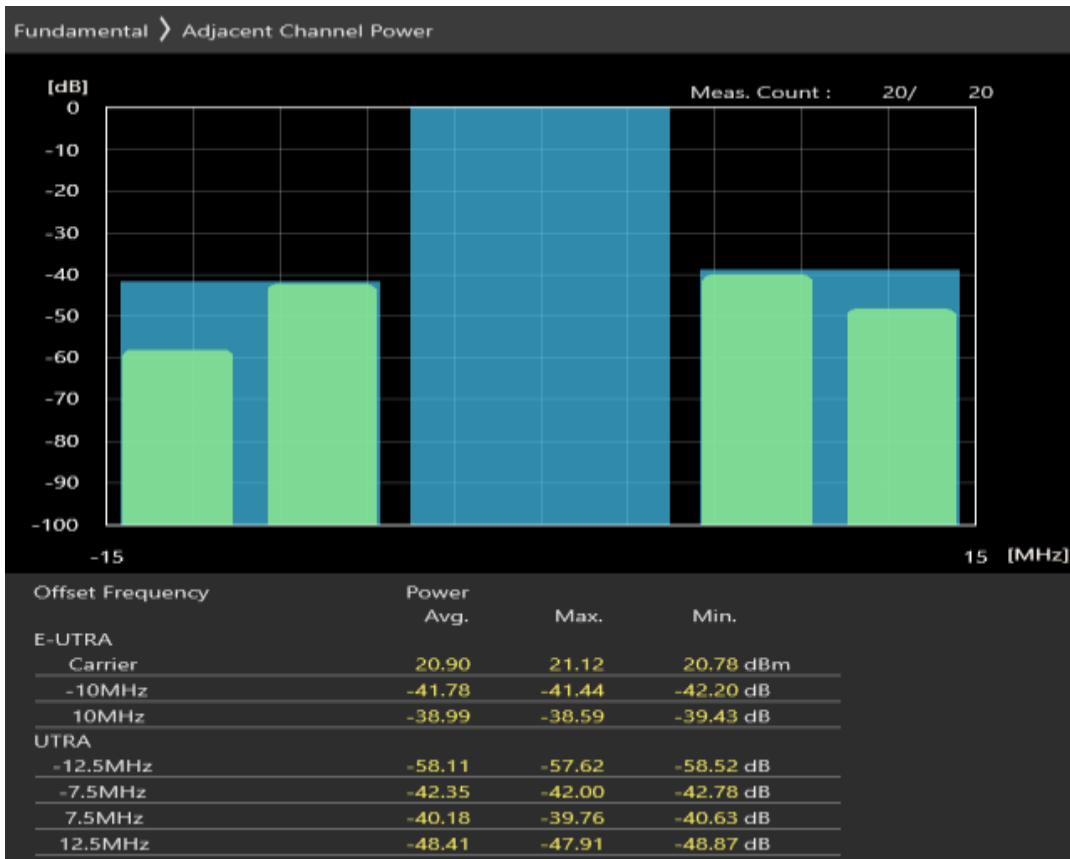 Fundamental 〉 Adjacent Channel Power
[dB]
Meas. Count : 20/ 20
0
-10
-20
-30
-40
-50
-60
-70
-80
-90
-100
-15 15 [MHz]
Offset Frequency Power
Avg. Max. Min.
E-UTRA
Carrier 20.90 21.12 20.78 dBm
-10MHz -41.78 -41.44 -42.20 dB
10MHz -38.99 -38.59 -39.43 dB
UTRA
-12.5MHz -58.11 -57.62 -58.52 dB
-7.5MHz -42.35 -42.00 -42.78 dB
7.5MHz -40.18 -39.76 -40.63 dB
12.5MHz -48.41 -47.91 -48.87 dB